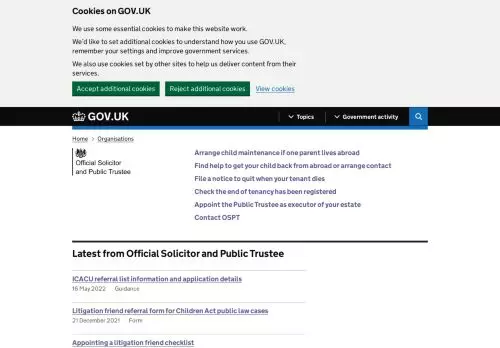 Cookies on GOV.UK
We use some essential cookies to make this website work.
We'd like to set additional cookies to understand how you use GOV.UK,
remember your settings and improve government services.
We also use cookies set by other sites to help us deliver content from their
services.
Accept additional cookies
Reject additional cookies
View cookies
GOV.UK
Topics
Government activity
Home > Organisations
Official Solicitor
and Public Trustee
Arrange child maintenance if one parent lives abroad
Find help to get your child back from abroad or arrange contact
File a notice to quit when your tenant dies
Check the end of tenancy has been registered
Appoint the Public Trustee as executor of your estate
Contact OSPT
Latest from Official Solicitor and Public Trustee
ICACU referral list information and application details
16 May 2022 Guidance
Litigation friend referral form for Children Act public law cases
21 December 2021 Form
Appointing a litigation friend checklist